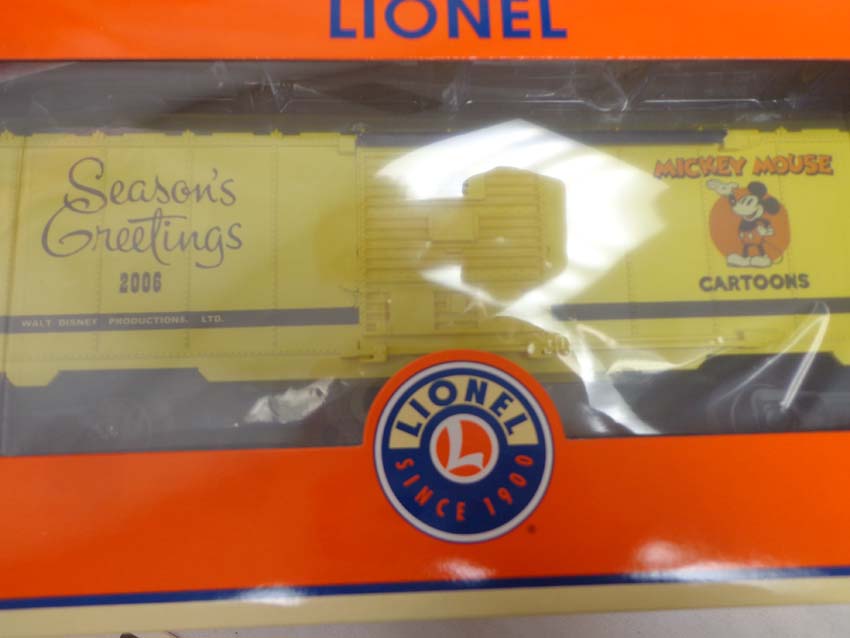 LIONEL
Season's
Greetings
2006
WALT DISNEY PRODUCTIONS. LTD.
MICKEY MOUSE
CARTOONS
LIONEL
L
SINCE 1900